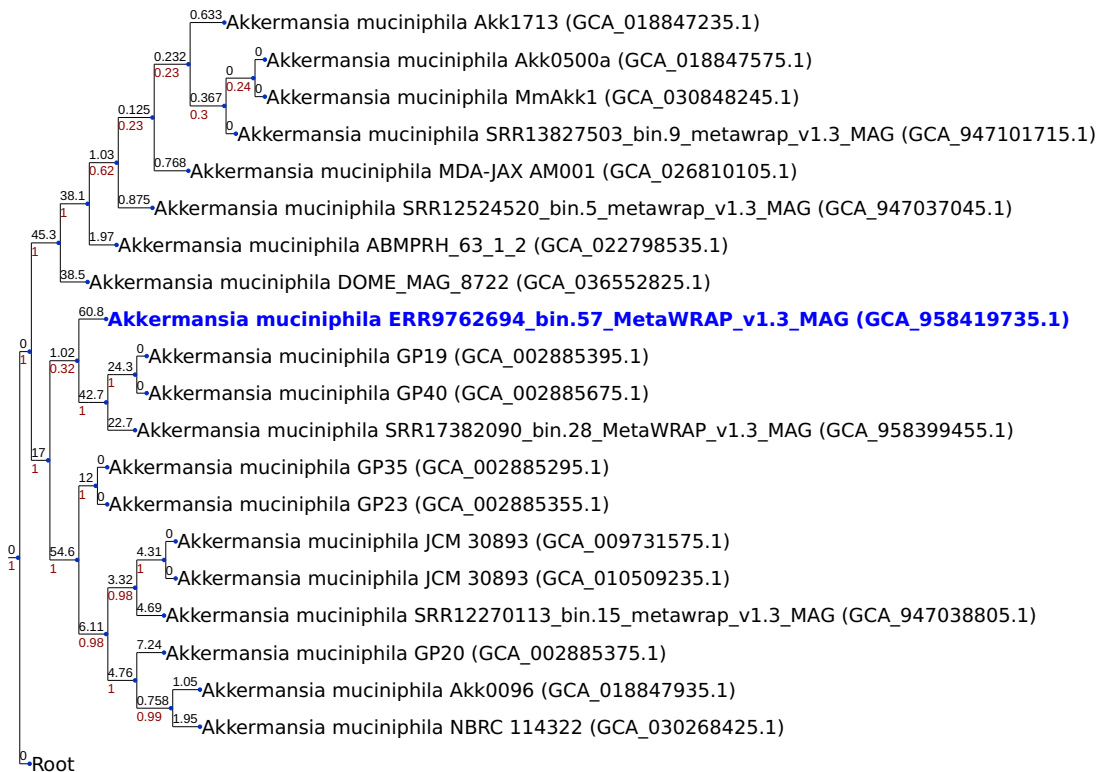 0.633 Akkermansia muciniphila Akk1713 (GCA_018847235.1)
0.232
0.23
0 Akkermansia muciniphila Akk0500a (GCA_018847575.1)
0
0.24
0 Akkermansia muciniphila MmAkk1 (GCA_030848245.1)
0.367
0.3
0.125
0.23
0 Akkermansia muciniphila SRR13827503_bin.9_metawrap_v1.3_MAG (GCA_947101715.1)
1.03
0.62
0.768 Akkermansia muciniphila MDA-JAX AM001 (GCA_026810105.1)
38.1
1
0.875 Akkermansia muciniphila SRR12524520_bin.5_metawrap_v1.3_MAG (GCA_947037045.1)
45.3
1
1.97 Akkermansia muciniphila ABMPRH_63_1_2 (GCA_022798535.1)
38.5 Akkermansia muciniphila DOME_MAG_8722 (GCA_036552825.1)
60.8 Akkermansia muciniphila ERR9762694_bin.57_MetaWRAP_v1.3_MAG (GCA_958419735.1)
0
1
1.02
0.32
0 Akkermansia muciniphila GP19 (GCA_002885395.1)
24.3
1
0 Akkermansia muciniphila GP40 (GCA_002885675.1)
42.7
1
22.7 Akkermansia muciniphila SRR17382090_bin.28_MetaWRAP_v1.3_MAG (GCA_958399455.1)
17
1
0 Akkermansia muciniphila GP35 (GCA_002885295.1)
12
1
0 Akkermansia muciniphila GP23 (GCA_002885355.1)
0 Akkermansia muciniphila JCM 30893 (GCA_009731575.1)
0
1
54.6
1
4.31
1
0 Akkermansia muciniphila JCM 30893 (GCA_010509235.1)
3.32
0.98
4.69 Akkermansia muciniphila SRR12270113_bin.15_metawrap_v1.3_MAG (GCA_947038805.1)
6.11
0.98
7.24 Akkermansia muciniphila GP20 (GCA_002885375.1)
4.76
1
1.05 Akkermansia muciniphila Akk0096 (GCA_018847935.1)
0.758
0.99
1.95 Akkermansia muciniphila NBRC 114322 (GCA_030268425.1)
0 Root